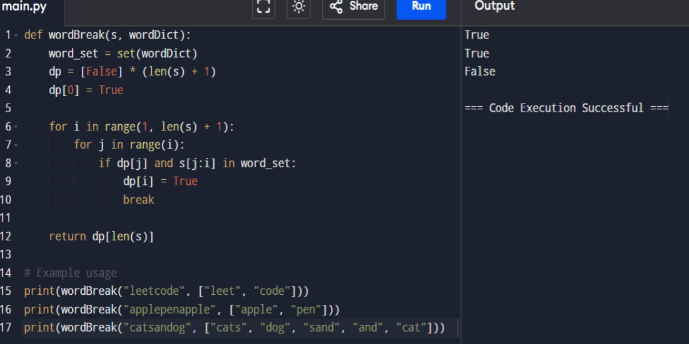 main.py Share Run Output
1 def wordBreak(s, wordDict):
2     word_set = set(wordDict)
3     dp = [False] * (len(s) + 1)
4     dp[0] = True
5
6     for i in range(1, len(s) + 1):
7         for j in range(i):
8             if dp[j] and s[j:i] in word_set:
9                 dp[i] = True
10                 break
11
12     return dp[len(s)]
13
14 # Example usage
15 print(wordBreak("leetcode", ["leet", "code"]))
16 print(wordBreak("applepenapple", ["apple", "pen"]))
17 print(wordBreak("catsandog", ["cats", "dog", "sand", "and", "cat"]))
True
True
False
=== Code Execution Successful ===